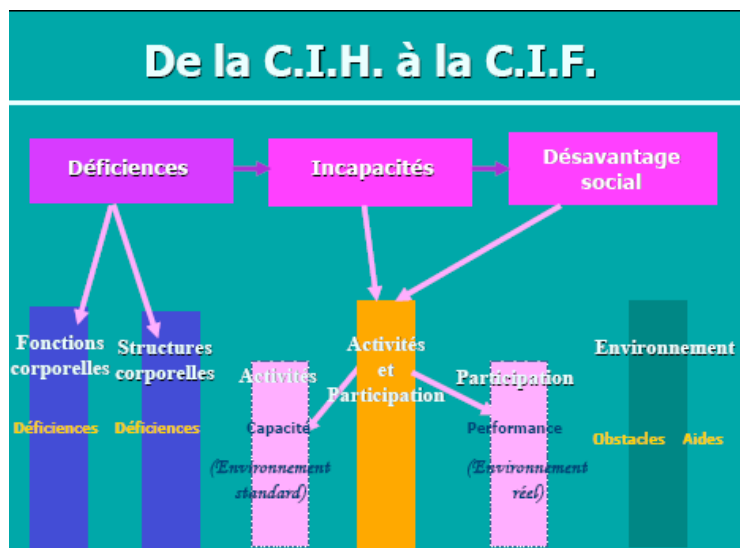 De la C.I.H. à la C.I.F.
Déficiences
Incapacités
Désavantage
social
Fonctions
corporelles
Déficiences
Structures
corporelles
Déficiences
Activités
Capacité
(Environnement
standard)
Activités
et
Participation
Participation
Performance
(Environnement
réel)
Environnement
Obstacles Aides